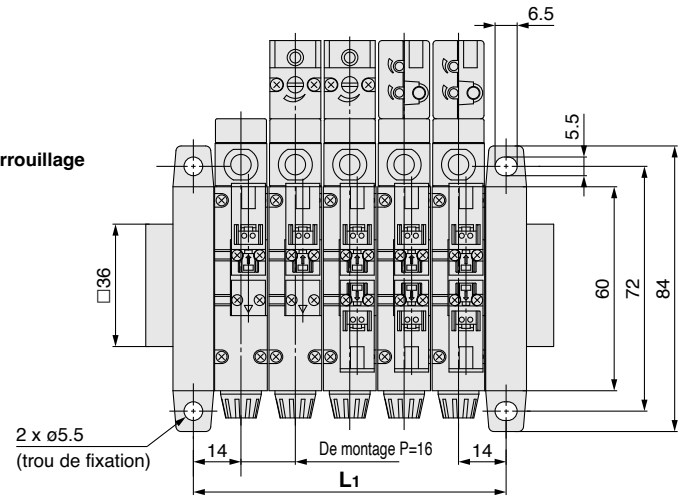 6.5
5.5
rrouillage
□36
60
72
84
2 x ø5.5
(trou de fixation)
14
De montage P=16
14
L1